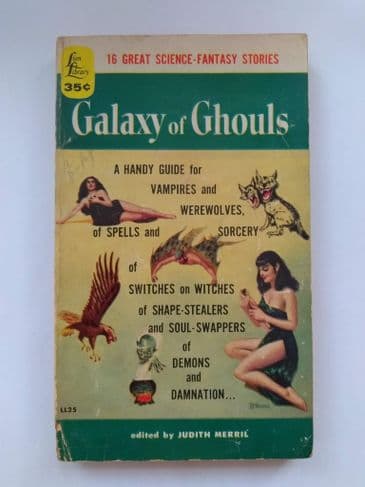 Lion
Library
35¢
16 GREAT SCIENCE-FANTASY STORIES
Galaxy of Ghouls
A HANDY GUIDE for
VAMPIRES and
WEREWOLVES,
of SPELLS and SORCERY
of
SWITCHES on WITCHES
of SHAPE-STEALERS
and SOUL-SWAPPERS
of
DEMONS
and
DAMNATION...
LL25
edited by JUDITH MERRIL